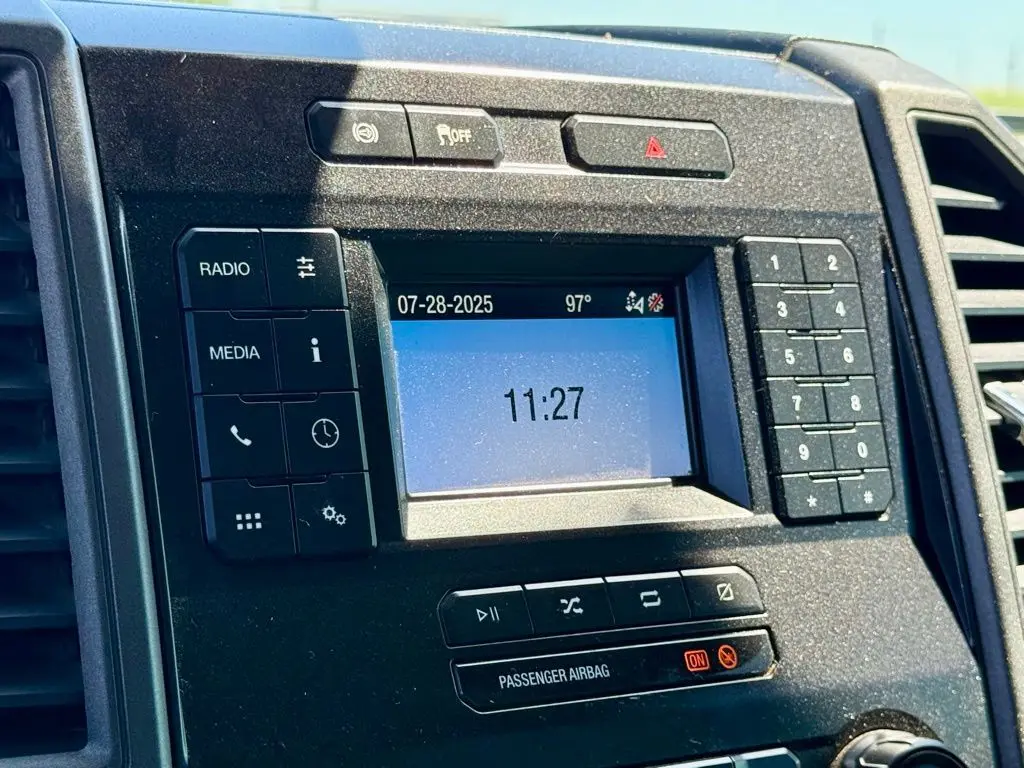 OFF
RADIO
MEDIA
07-28-2025 97°
11:27
1 2
3 4
5 6
7 8
9 0
* #
PASSENGER AIRBAG ON